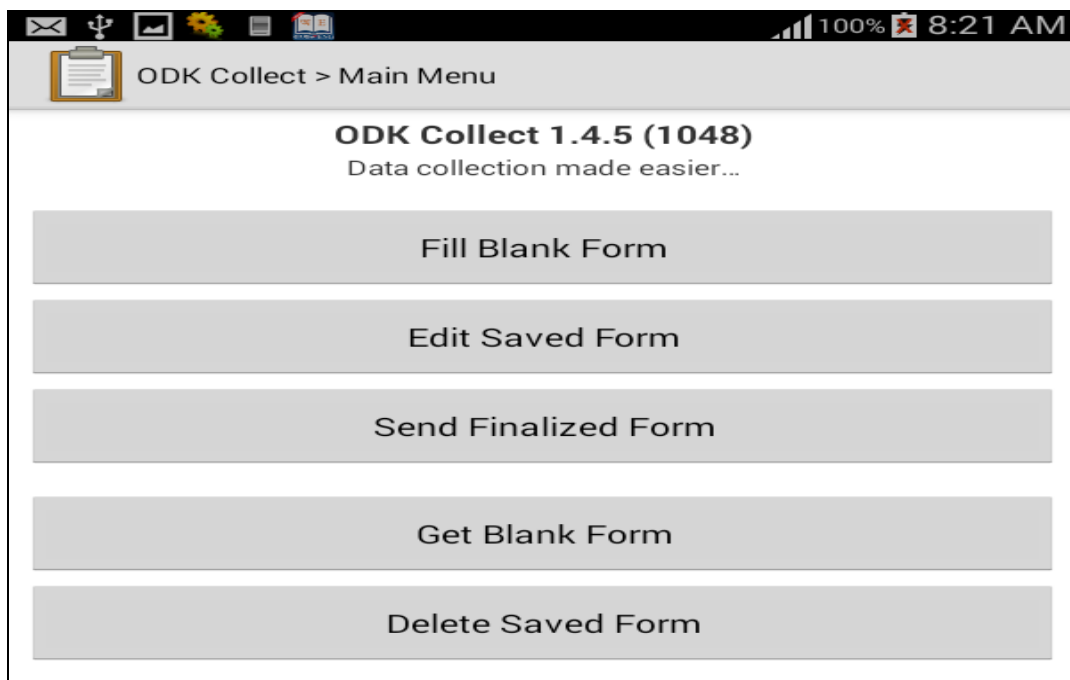 100% 8:21 AM
ODK Collect > Main Menu
ODK Collect 1.4.5 (1048)
Data collection made easier...
Fill Blank Form
Edit Saved Form
Send Finalized Form
Get Blank Form
Delete Saved Form